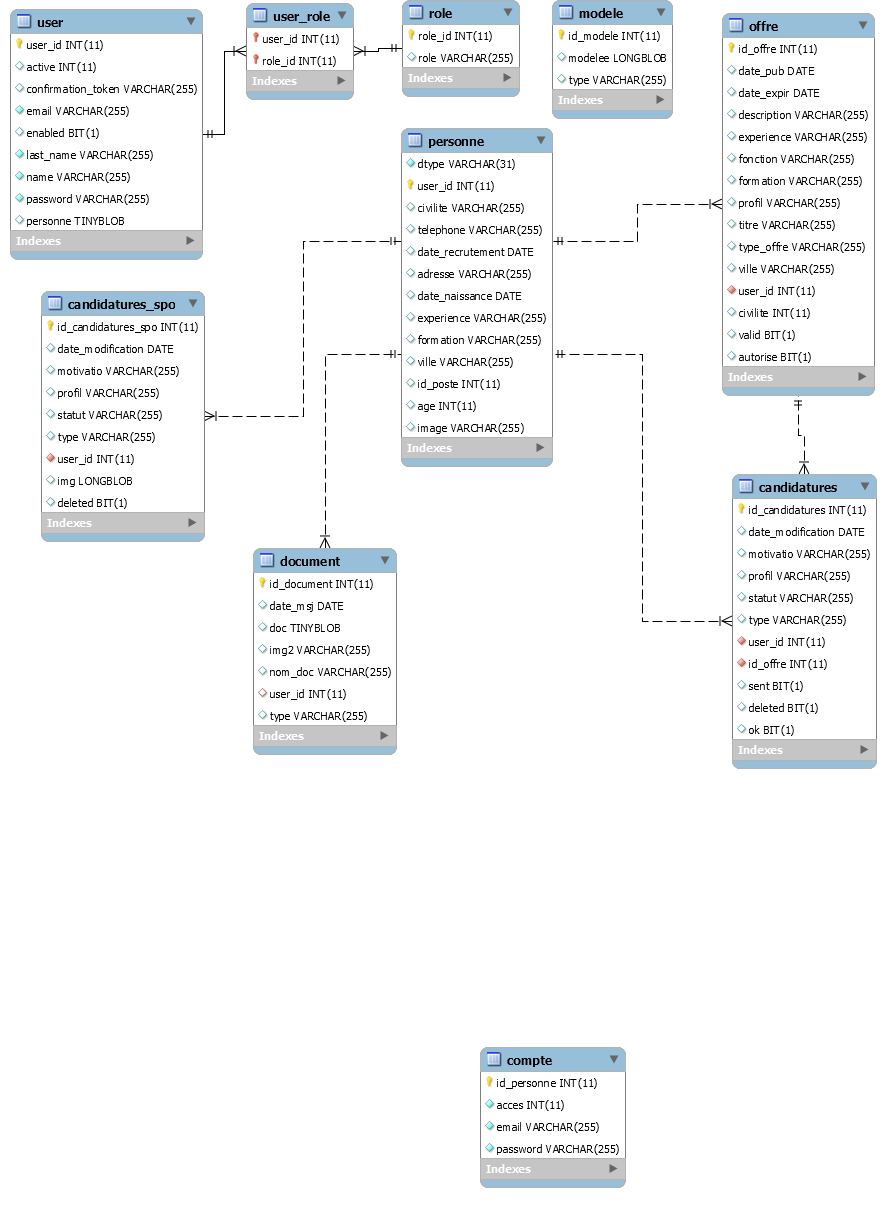 user
user_id INT(11)
active INT(11)
confirmation_token VARCHAR(255)
email VARCHAR(255)
enabled BIT(1)
last_name VARCHAR(255)
name VARCHAR(255)
password VARCHAR(255)
personne TINYBLOB
Indexes
user_role
user_id INT(11)
role_id INT(11)
Indexes
role
role_id INT(11)
role VARCHAR(255)
Indexes
modele
id_modele INT(11)
modelee LONGBLOB
type VARCHAR(255)
Indexes
offre
id_offre INT(11)
date_pub DATE
date_expir DATE
description VARCHAR(255)
experience VARCHAR(255)
fonction VARCHAR(255)
formation VARCHAR(255)
profil VARCHAR(255)
titre VARCHAR(255)
type_offre VARCHAR(255)
ville VARCHAR(255)
user_id INT(11)
civilite INT(11)
valid BIT(1)
autorise BIT(1)
Indexes
personne
dtype VARCHAR(31)
user_id INT(11)
civilite VARCHAR(255)
telephone VARCHAR(255)
date_recrutement DATE
adresse VARCHAR(255)
date_naissance DATE
experience VARCHAR(255)
formation VARCHAR(255)
ville VARCHAR(255)
id_poste INT(11)
age INT(11)
image VARCHAR(255)
Indexes
candidatures_spo
id_candidatures_spo INT(11)
date_modification DATE
motivatio VARCHAR(255)
profil VARCHAR(255)
statut VARCHAR(255)
type VARCHAR(255)
user_id INT(11)
img LONGBLOB
deleted BIT(1)
Indexes
document
id_document INT(11)
date_msj DATE
doc TINYBLOB
img2 VARCHAR(255)
nom_doc VARCHAR(255)
user_id INT(11)
type VARCHAR(255)
Indexes
candidatures
id_candidatures INT(11)
date_modification DATE
motivatio VARCHAR(255)
profil VARCHAR(255)
statut VARCHAR(255)
type VARCHAR(255)
user_id INT(11)
id_offre INT(11)
sent BIT(1)
deleted BIT(1)
ok BIT(1)
Indexes
compte
id_personne INT(11)
acces INT(11)
email VARCHAR(255)
password VARCHAR(255)
Indexes